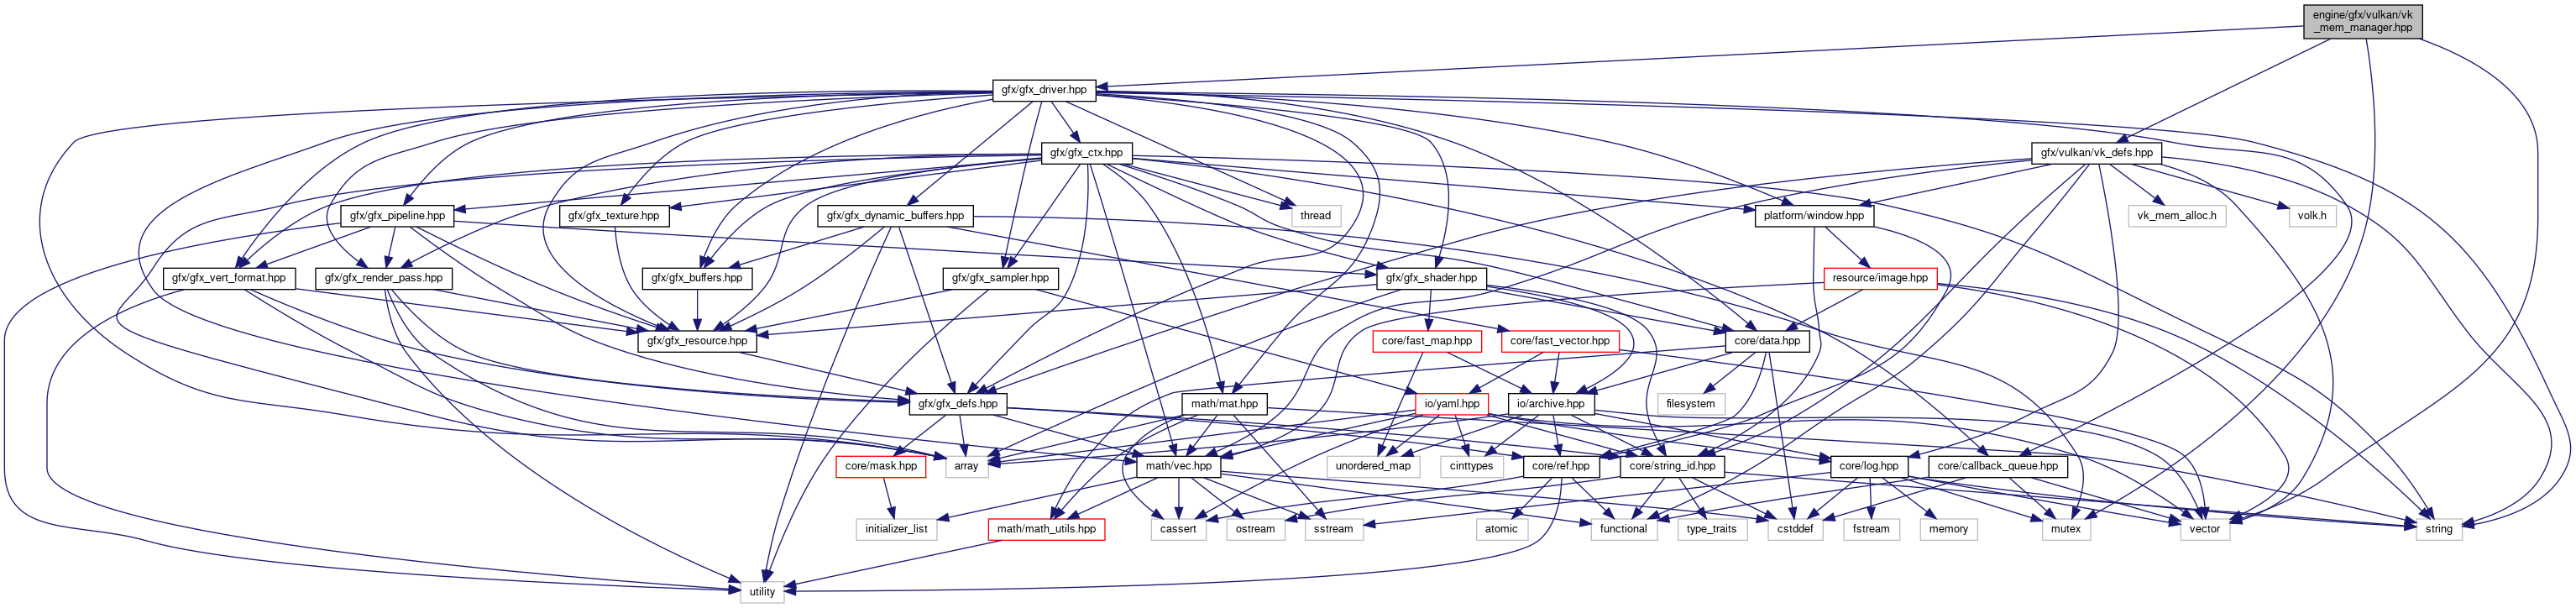 engine/gfx/vulkan/vk
_mem_manager.hpp
gfx/gfx_driver.hpp
gfx/gfx_ctx.hpp
gfx/vulkan/vk_defs.hpp
gfx/gfx_pipeline.hpp
gfx/gfx_texture.hpp
gfx/gfx_dynamic_buffers.hpp
thread
platform/window.hpp
vk_mem_alloc.h
volk.h
gfx/gfx_vert_format.hpp
gfx/gfx_render_pass.hpp
gfx/gfx_buffers.hpp
gfx/gfx_sampler.hpp
gfx/gfx_shader.hpp
resource/image.hpp
gfx/gfx_resource.hpp
core/fast_map.hpp
core/fast_vector.hpp
core/data.hpp
gfx/gfx_defs.hpp
math/mat.hpp
io/yaml.hpp
io/archive.hpp
filesystem
core/mask.hpp
array
math/vec.hpp
unordered_map
cinttypes
core/ref.hpp
core/string_id.hpp
core/log.hpp
core/callback_queue.hpp
initializer_list
math/math_utils.hpp
cassert
ostream
sstream
atomic
functional
type_traits
cstddef
fstream
memory
mutex
vector
string
utility